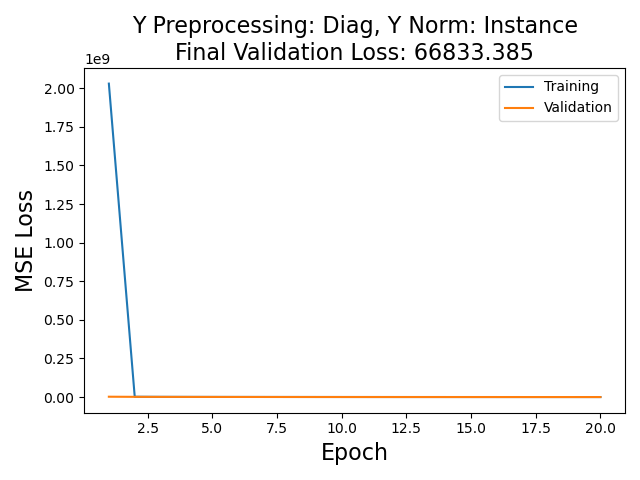 Y Preprocessing: Diag, Y Norm: Instance
Final Validation Loss: 66833.385
1e9
2.00
1.75
1.50
1.25
1.00
0.75
0.50
0.25
0.00
MSE Loss
Training
Validation
2.5 5.0 7.5 10.0 12.5 15.0 17.5 20.0
Epoch